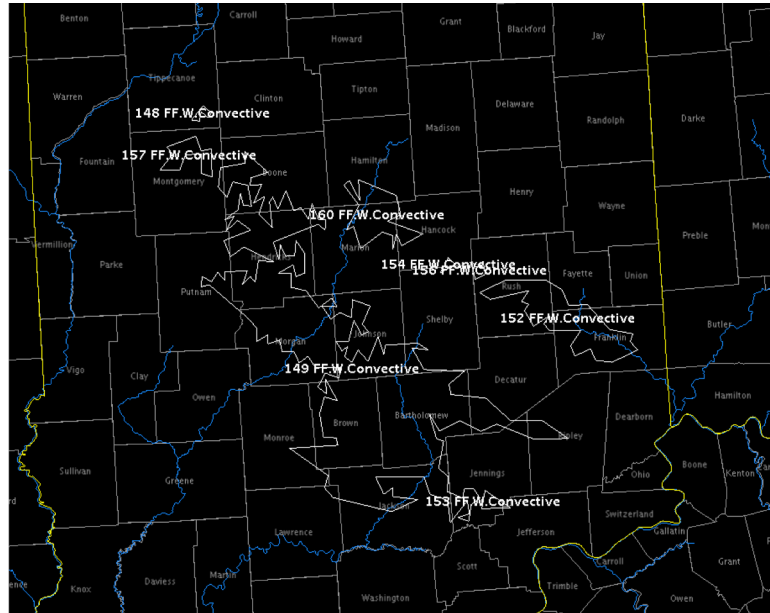 Benton
Carroll
Grant
Blackford
Jay
Howard
Tippecanoe
Warren
Clinton
Tipton
Delaware
148 FF.W.Convective
Madison
Randolph
Darke
157 FF.W.Convective
Fountain
Montgomery
Boone
Hamilton
Henry
Wayne
160 FF.W.Convective
Vermillion
Hendricks
Marion
Hancock
Preble
Mon
Parke
154 FF.W.Convective
156 FF.W.Convective
Fayette
Union
Putnam
Rush
Shelby
152 FF.W.Convective
Butler
Morgan
Johnson
Franklin
149 FF.W.Convective
Vigo
Clay
Owen
Decatur
Hamilton
Brown
Bartholomew
Dearborn
Monroe
Ripley
Sullivan
Greene
Jennings
Ohio
Boone
Kenton
rd
Jackson
153 FF.W.Convective
Switzerland
Lawrence
Jefferson
Gallatin
Scott
Carroll
Grant
ence
Knox
Daviess
Martin
Washington
Trimble
Owen